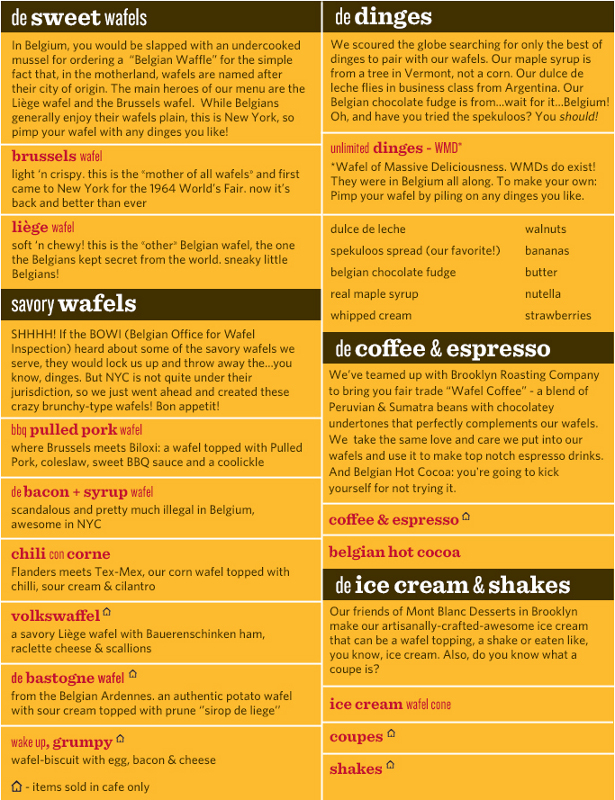 de sweet wafels
In Belgium, you would be slapped with an undercooked
mussel for ordering a "Belgian Waffle" for the simple
fact that, in the motherland, wafels are named after
their city of origin. The main heroes of our menu are the
Liège wafel and the Brussels wafel. While Belgians
generally enjoy their wafels plain, this is New York, so
pimp your wafel with any dinges you like!
brussels wafel
light 'n crispy. this is the *mother of all wafels* and first
came to New York for the 1964 World's Fair. now it's
back and better than ever
liège wafel
soft 'n chewy! this is the *other* Belgian wafel, the one
the Belgians kept secret from the world. sneaky little
Belgians!
savory wafels
SHHHH! If the BOWI (Belgian Office for Wafel
Inspection) heard about some of the savory wafels we
serve, they would lock us up and throw away the...you
know, dinges. But NYC is not quite under their
jurisdiction, so we just went ahead and created these
crazy brunchy-type wafels! Bon appetit!
bbq pulled pork wafel
where Brussels meets Biloxi: a wafel topped with Pulled
Pork, coleslaw, sweet BBQ sauce and a coolickle
de bacon + syrup wafel
scandalous and pretty much illegal in Belgium,
awesome in NYC
chili con corne
Flanders meets Tex-Mex, our corn wafel topped with
chilli, sour cream & cilantro
volkswaffel
a savory Liège wafel with Bauerenschinken ham,
raclette cheese & scallions
de bastogne wafel
from the Belgian Ardennes. an authentic potato wafel
with sour cream topped with prune "sirop de liege"
wake up, grumpy
wafel-biscuit with egg, bacon & cheese
- items sold in cafe only
de dinges
We scoured the globe searching for only the best of
dinges to pair with our wafels. Our maple syrup is
from a tree in Vermont, not a corn. Our dulce de
leche flies in business class from Argentina. Our
Belgian chocolate fudge is from...wait for it...Belgium!
Oh, and have you tried the spekuloos? You should!
unlimited dinges - WMD*
*Wafel of Massive Deliciousness. WMDs do exist!
They were in Belgium all along. To make your own:
Pimp your wafel by piling on any dinges you like.
dulce de leche walnuts
spekuloos spread (our favorite!) bananas
belgian chocolate fudge butter
real maple syrup nutella
whipped cream strawberries
de coffee & espresso
We've teamed up with Brooklyn Roasting Company
to bring you fair trade "Wafel Coffee" - a blend of
Peruvian & Sumatra beans with chocolatey
undertones that perfectly complements our wafels.
We take the same love and care we put into our
wafels and use it to make top notch espresso drinks.
And Belgian Hot Cocoa: you're going to kick
yourself for not trying it.
coffee & espresso
belgian hot cocoa
de ice cream & shakes
Our friends of Mont Blanc Desserts in Brooklyn
make our artisanally-crafted-awesome ice cream
that can be a wafel topping, a shake or eaten like,
you know, ice cream. Also, do you know what a
coupe is?
ice cream wafel cone
coupes
shakes